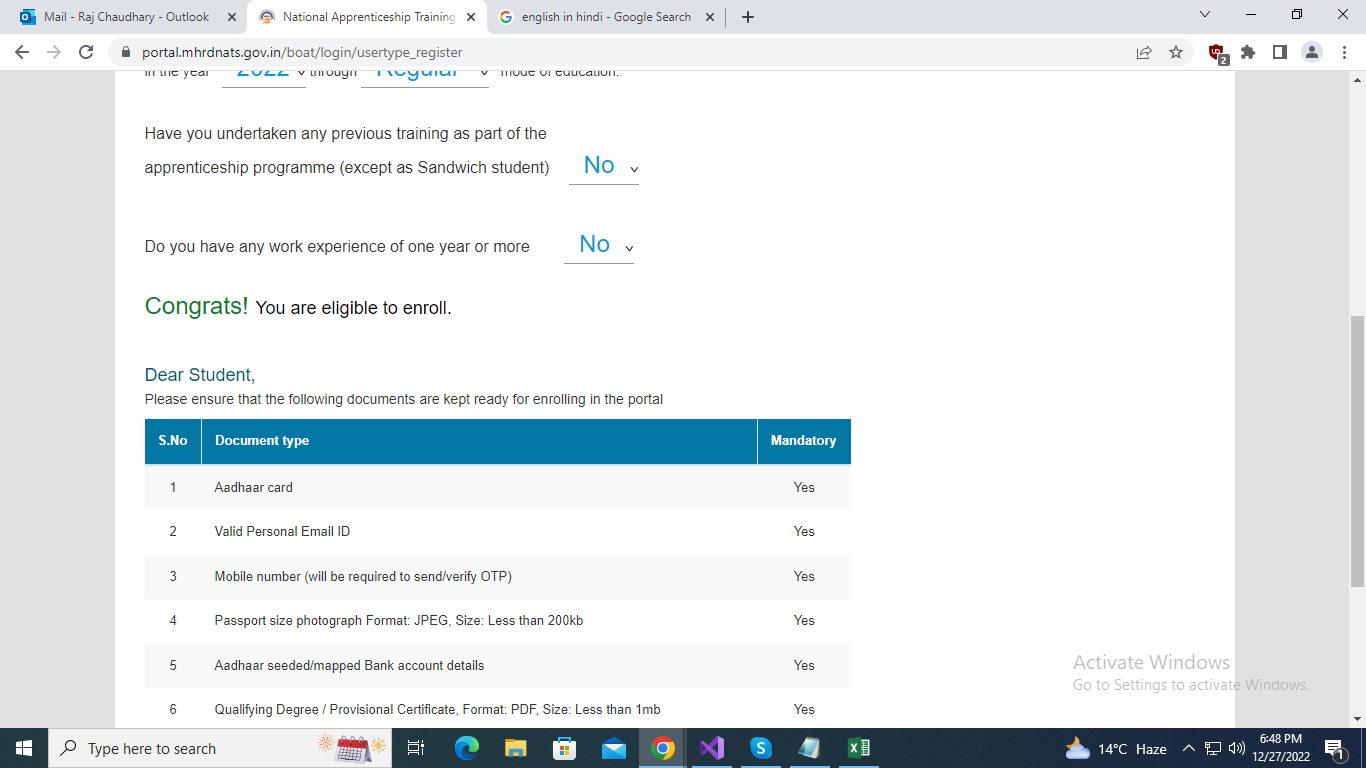 Mail - Raj Chaudhary - Outlook
National Apprenticeship Training
english in hindi - Google Search
portal.mhrdnats.gov.in/boat/login/usertype_register
2
in the year 2022 through Regular mode of education.
Have you undertaken any previous training as part of the
apprenticeship programme (except as Sandwich student) No
Do you have any work experience of one year or more No
Congrats! You are eligible to enroll.
Dear Student,
Please ensure that the following documents are kept ready for enrolling in the portal
S.No Document type Mandatory
1 Aadhaar card Yes
2 Valid Personal Email ID Yes
3 Mobile number (will be required to send/verify OTP) Yes
4 Passport size photograph Format: JPEG, Size: Less than 200kb Yes
5 Aadhaar seeded/mapped Bank account details Yes
6 Qualifying Degree / Provisional Certificate, Format: PDF, Size: Less than 1mb Yes
Activate Windows
Go to Settings to activate Windows.
Type here to search
14°C Haze
6:48 PM
12/27/2022
1